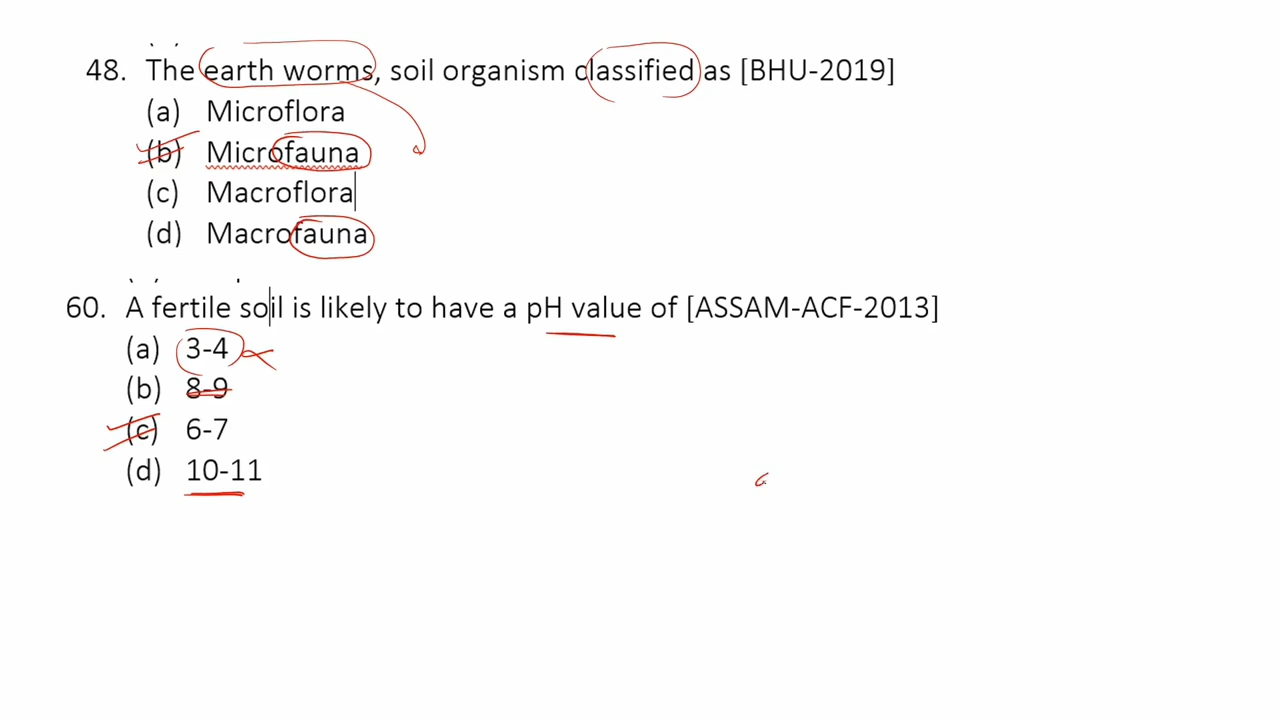 48. The earth worms, soil organism classified as [BHU-2019]
(a) Microflora
(b) Microfauna
(c) Macroflora
(d) Macrofauna
60. A fertile soil is likely to have a pH value of [ASSAM-ACF-2013]
(a) 3-4
(b) 8-9
(c) 6-7
(d) 10-11